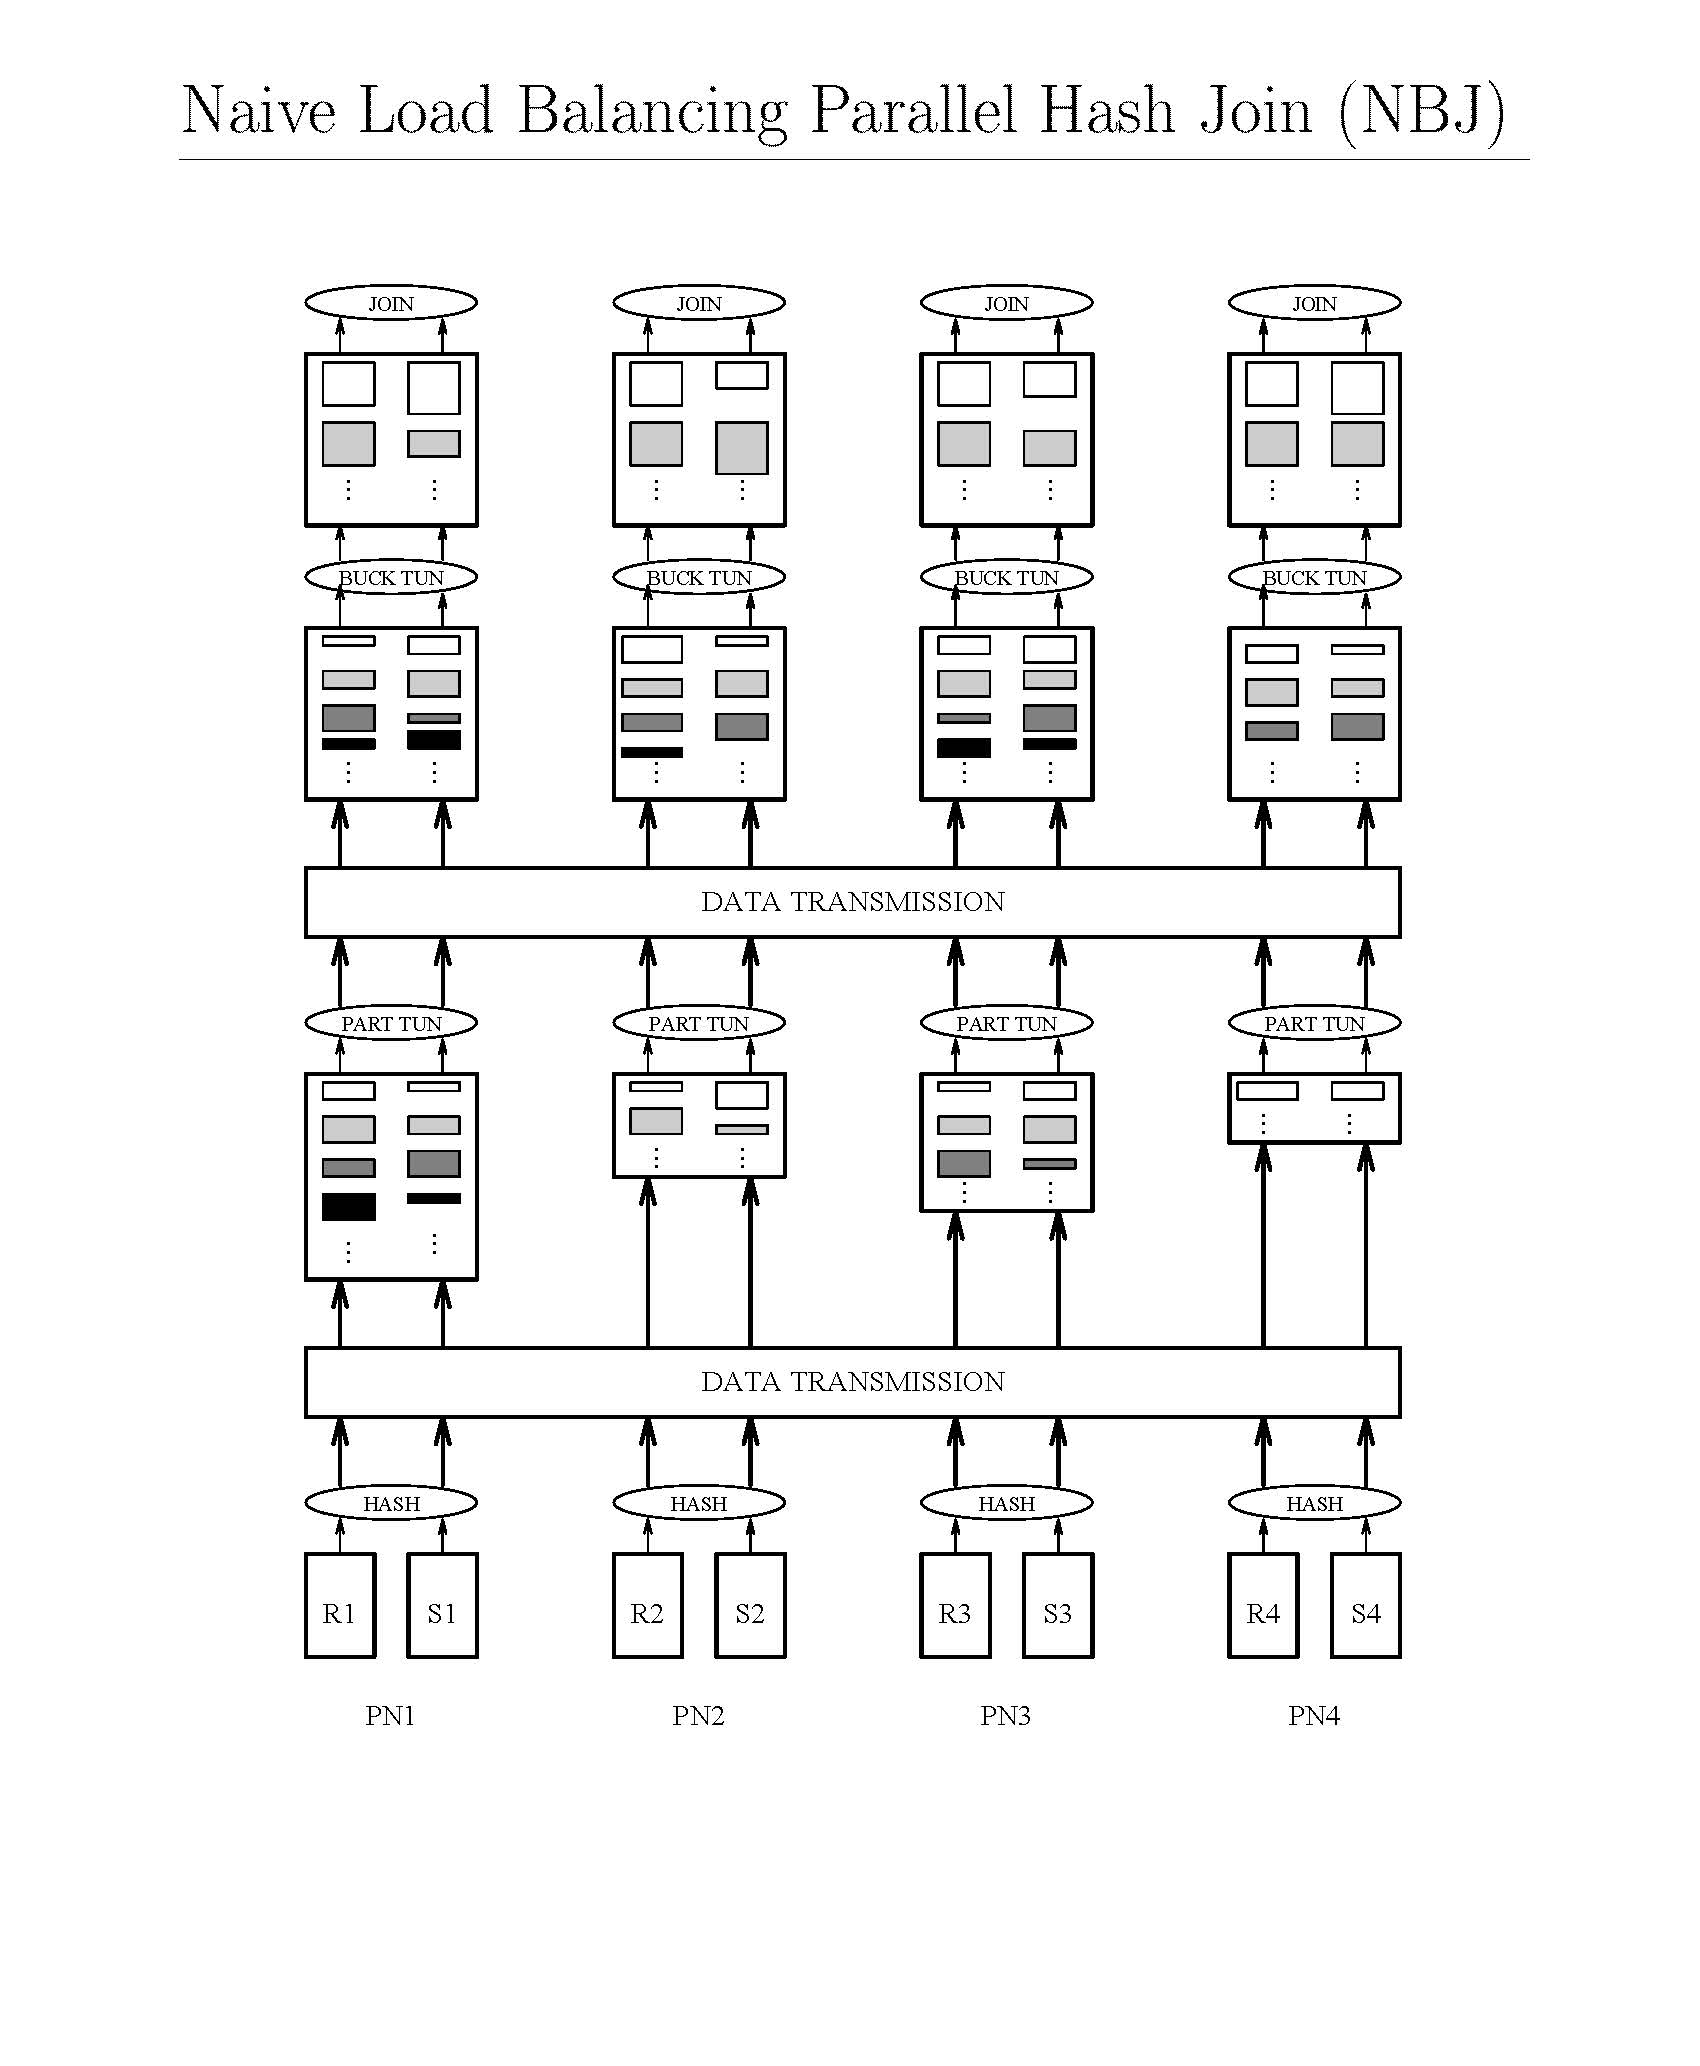 Naive Load Balancing Parallel Hash Join (NBJ)
JOIN JOIN JOIN JOIN
BUCK TUN BUCK TUN BUCK TUN BUCK TUN
DATA TRANSMISSION
PART TUN PART TUN PART TUN PART TUN
DATA TRANSMISSION
HASH HASH HASH HASH
R1 S1 R2 S2 R3 S3 R4 S4
PN1 PN2 PN3 PN4